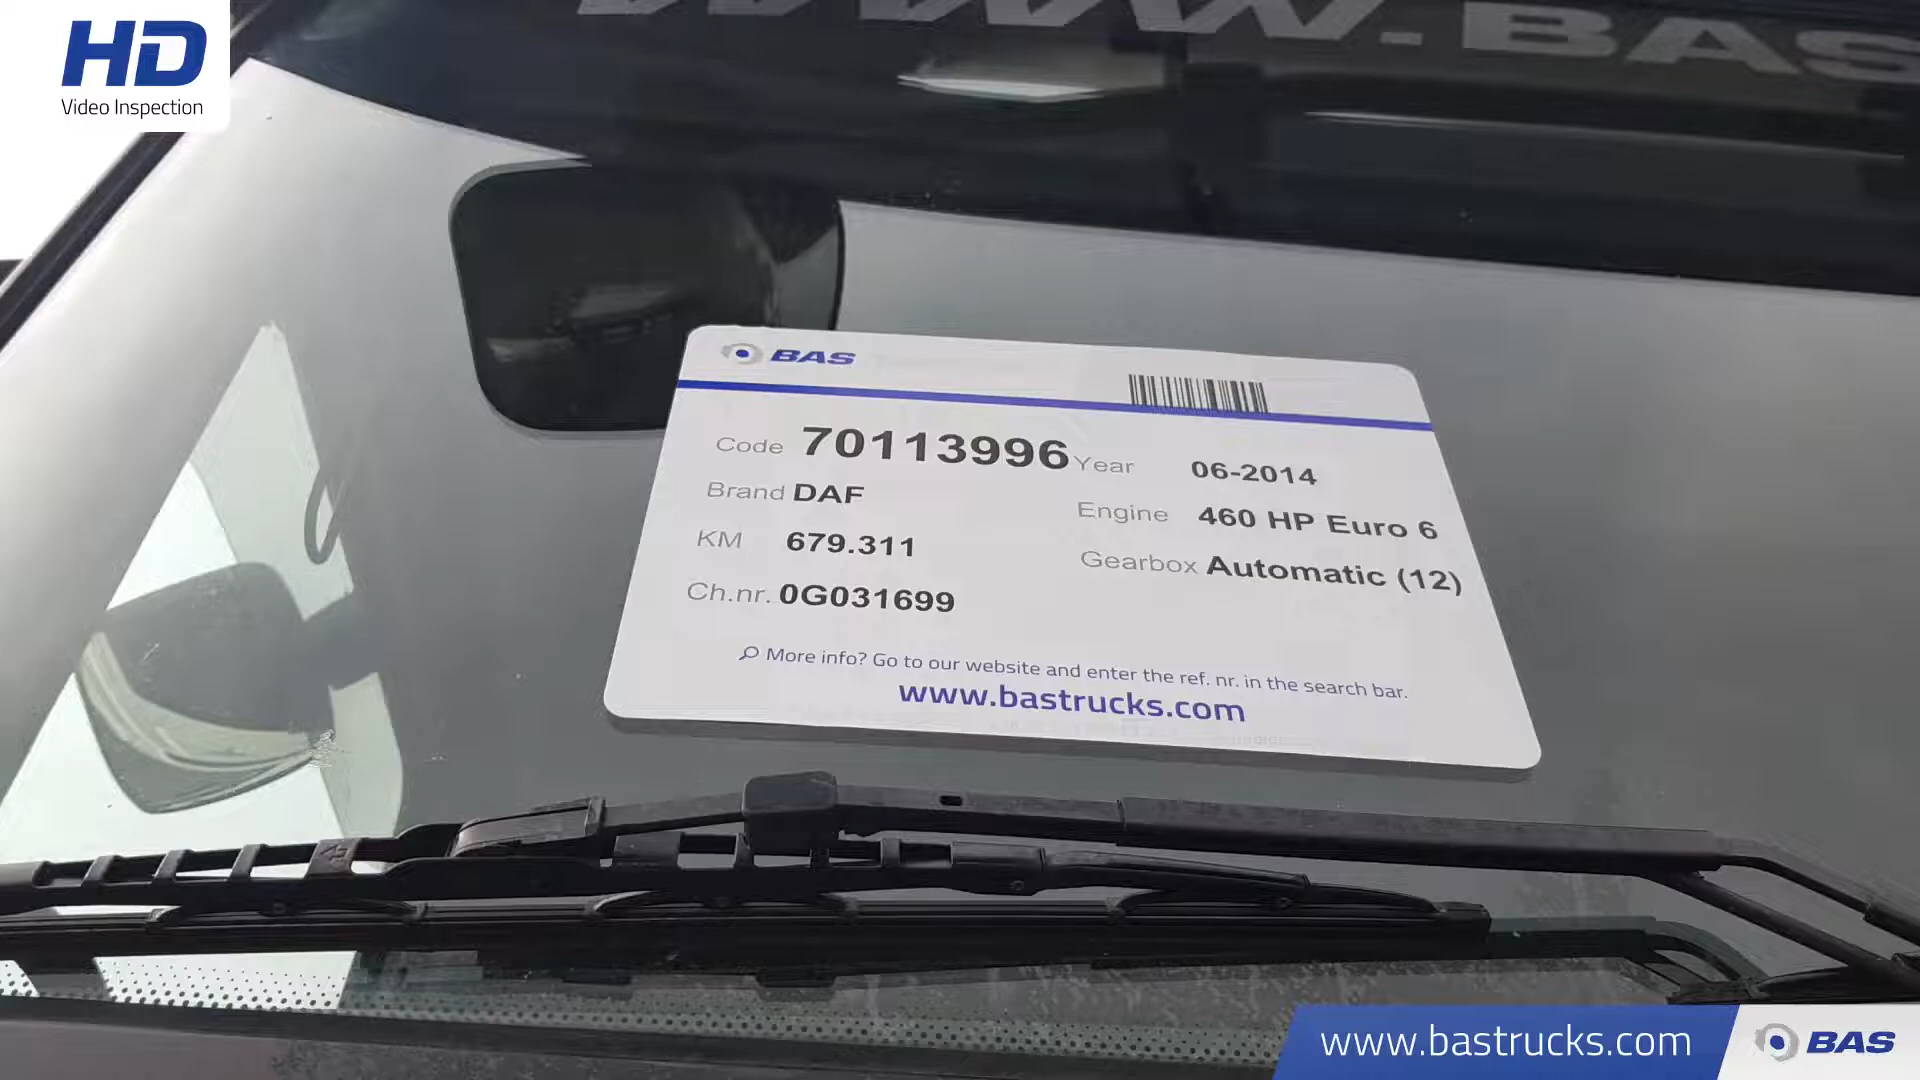 HD
Video Inspection
WWW.BAS
BAS
Code 70113996 Year 06-2014
Brand DAF
Engine 460 HP Euro 6
KM 679.311
Gearbox Automatic (12)
Ch.nr. 0G031699
More info? Go to our website and enter the ref. nr. in the search bar.
www.bastrucks.com
www.bastrucks.com
BAS